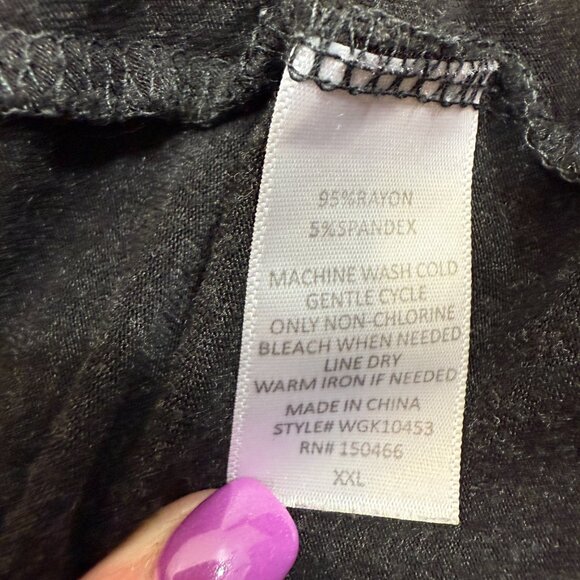 95%RAYON
5%SPANDEX
MACHINE WASH COLD
GENTLE CYCLE
ONLY NON-CHLORINE
BLEACH WHEN NEEDED
LINE DRY
WARM IRON IF NEEDED
MADE IN CHINA
STYLE# WGK10453
RN# 150466
XXL